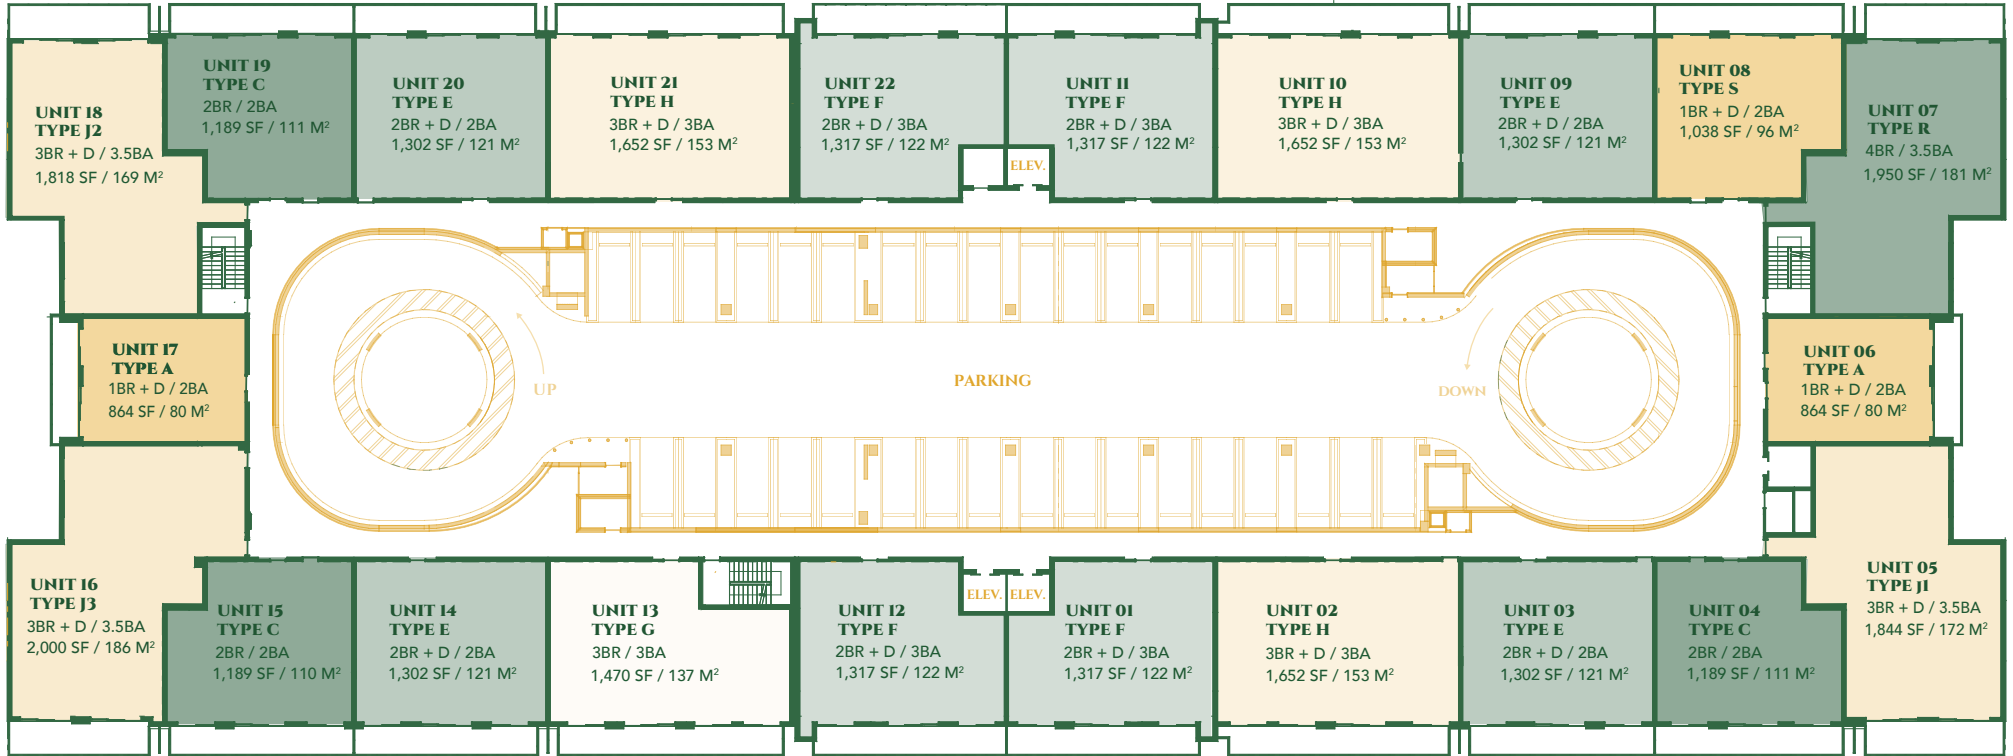 UNIT 18
TYPE J2
3BR + D / 3.5BA
1,818 SF / 169 M²
UNIT 19
TYPE C
2BR / 2BA
1,189 SF / 111 M²
UNIT 20
TYPE E
2BR + D / 2BA
1,302 SF / 121 M²
UNIT 21
TYPE H
3BR + D / 3BA
1,652 SF / 153 M²
UNIT 22
TYPE F
2BR + D / 3BA
1,317 SF / 122 M²
ELEV.
UNIT 11
TYPE F
2BR + D / 3BA
1,317 SF / 122 M²
UNIT 10
TYPE H
3BR + D / 3BA
1,652 SF / 153 M²
UNIT 09
TYPE E
2BR + D / 2BA
1,302 SF / 121 M²
UNIT 08
TYPE S
1BR + D / 2BA
1,038 SF / 96 M²
UNIT 07
TYPE R
4BR / 3.5BA
1,950 SF / 181 M²
UNIT 17
TYPE A
1BR + D / 2BA
864 SF / 80 M²
UP
PARKING
DOWN
UNIT 06
TYPE A
1BR + D / 2BA
864 SF / 80 M²
UNIT 16
TYPE J3
3BR + D / 3.5BA
2,000 SF / 186 M²
UNIT 15
TYPE C
2BR / 2BA
1,189 SF / 110 M²
UNIT 14
TYPE E
2BR + D / 2BA
1,302 SF / 121 M²
UNIT 13
TYPE G
3BR / 3BA
1,470 SF / 137 M²
UNIT 12
TYPE F
2BR + D / 3BA
1,317 SF / 122 M²
ELEV.
ELEV.
UNIT 01
TYPE F
2BR + D / 3BA
1,317 SF / 122 M²
UNIT 02
TYPE H
3BR + D / 3BA
1,652 SF / 153 M²
UNIT 03
TYPE E
2BR + D / 2BA
1,302 SF / 121 M²
UNIT 04
TYPE C
2BR / 2BA
1,189 SF / 111 M²
UNIT 05
TYPE J1
3BR + D / 3.5BA
1,844 SF / 172 M²